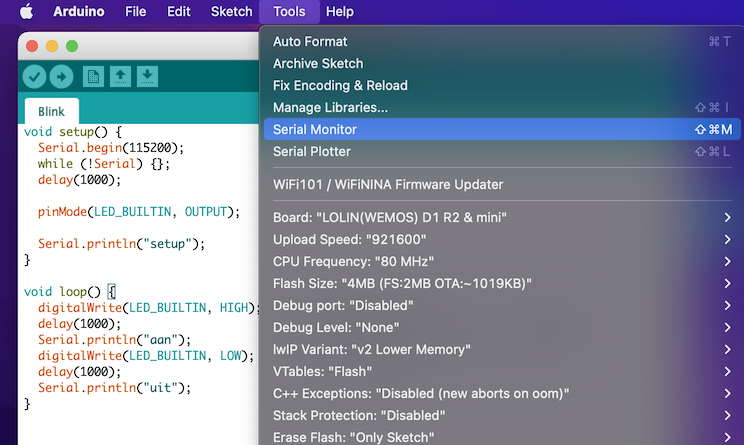 Arduino File Edit Sketch Tools Help
Blink
void setup() {
Serial.begin(115200);
while (!Serial) {};
delay(1000);
pinMode(LED_BUILTIN, OUTPUT);
Serial.println("setup");
}
void loop() {
digitalWrite(LED_BUILTIN, HIGH);
delay(1000);
Serial.println("aan");
digitalWrite(LED_BUILTIN, LOW);
delay(1000);
Serial.println("uit");
}
Auto Format ⌘T
Archive Sketch
Fix Encoding & Reload
Manage Libraries... ⇧⌘I
Serial Monitor ⇧⌘M
Serial Plotter ⇧⌘L
WiFi101 / WiFiNINA Firmware Updater
Board: "LOLIN(WEMOS) D1 R2 & mini"
Upload Speed: "921600"
CPU Frequency: "80 MHz"
Flash Size: "4MB (FS:2MB OTA:~1019KB)"
Debug port: "Disabled"
Debug Level: "None"
lwIP Variant: "v2 Lower Memory"
VTables: "Flash"
C++ Exceptions: "Disabled (new aborts on oom)"
Stack Protection: "Disabled"
Erase Flash: "Only Sketch"